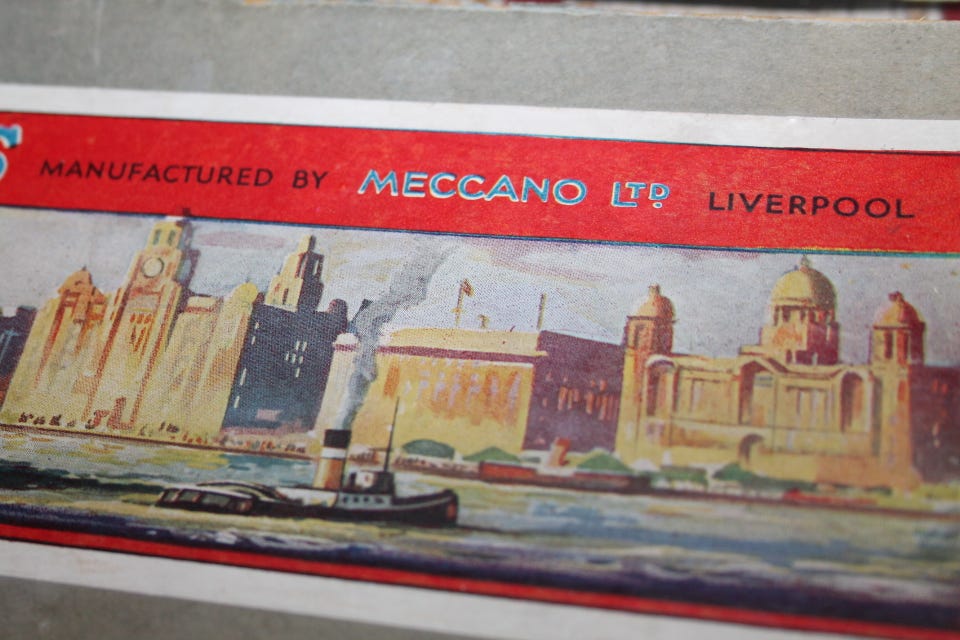 S MANUFACTURED BY MECCANO LTD LIVERPOOL